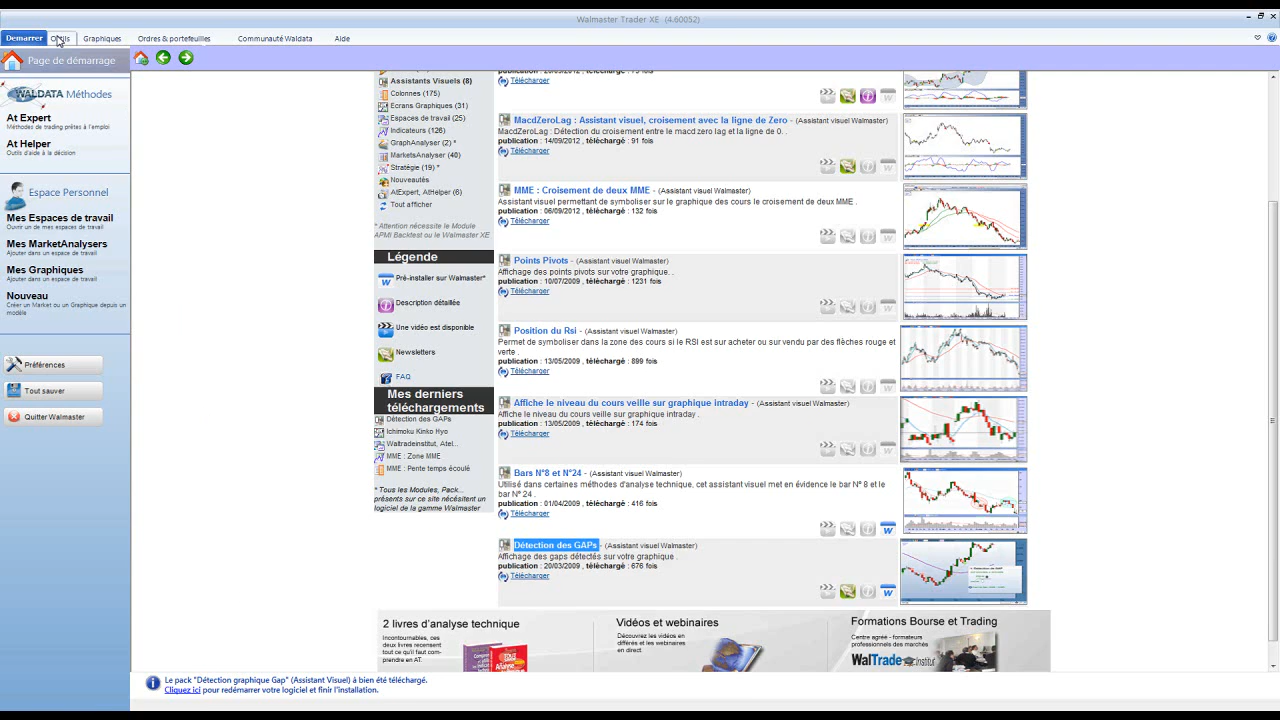 Walmaster Trader XE (4.60052)
Demarrer Outils Graphiques Ordres & portefeuilles Communauté Waldata Aide
Page de démarrage
WALDATA Méthodes
At Expert
Méthodes de trading prêtes à l'emploi
At Helper
Outils d'aide à la décision
Espace Personnel
Mes Espaces de travail
Ouvrir un de mes espaces de travail
Mes MarketAnalysers
Ajouter dans un espace de travail
Mes Graphiques
Ajouter dans un espace de travail
Nouveau
Créer un Market ou un Graphique depuis un
modèle
Préférences
Tout sauver
Quitter Walmaster
Assistants Visuels (8)
Colonnes (175)
Ecrans Graphiques (31)
Espaces de travail (25)
Indicateurs (126)
GraphAnalyser (2) *
MarketsAnalyser (40)
Stratégie (19) *
Nouveautés
AtExpert, AtHelper (6)
Tout afficher
* Attention nécessite le Module
APMI Backtest ou le Walmaster XE
Légende
Pré-installer sur Walmaster*
Description détaillée
Une vidéo est disponible
Newsletters
FAQ
Mes derniers
téléchargements
Détection des GAPs
Ichimoku Kinko Hyo
Waltradeinstitut, Atel...
MME : Zone MME
MME : Pente temps écoulé
* Tous les Modules, Pack...
présents sur ce site nécésitent un
logiciel de la gamme Walmaster
Télécharger
MacdZeroLag : Assistant visuel, croisement avec la ligne de Zero - (Assistant visuel Walmaster)
MacdZeroLag : Détection du croisement entre le macd zero lag et la ligne de 0. .
publication : 14/09/2012 , téléchargé : 91 fois
Télécharger
MME : Croisement de deux MME - (Assistant visuel Walmaster)
Assistant visuel permettant de symboliser sur le graphique des cours le croisement de deux MME .
publication : 06/09/2012 , téléchargé : 132 fois
Télécharger
Points Pivots - (Assistant visuel Walmaster)
Affichage des points pivots sur votre graphique. .
publication : 10/07/2009 , téléchargé : 1231 fois
Télécharger
Position du Rsi - (Assistant visuel Walmaster)
Permet de symboliser dans la zone des cours si le RSI est sur acheter ou sur vendu par des flèches rouge et
verte .
publication : 13/05/2009 , téléchargé : 899 fois
Télécharger
Affiche le niveau du cours veille sur graphique intraday - (Assistant visuel Walmaster)
Affiche le niveau du cours veille sur graphique intraday .
publication : 13/05/2009 , téléchargé : 174 fois
Télécharger
Bars N°8 et N°24 - (Assistant visuel Walmaster)
Utilisé dans certaines méthodes d'analyse technique, cet assistant visuel met en évidence le bar N° 8 et le
bar N° 24 .
publication : 01/04/2009 , téléchargé : 416 fois
Télécharger
Détection des GAPs - (Assistant visuel Walmaster)
Affichage des gaps détectés sur votre graphique .
publication : 20/03/2009 , téléchargé : 676 fois
Télécharger
2 livres d'analyse technique
Incontournables, ces
deux livres recensent
tout ce qu'il faut com-
prendre en AT.
Vidéos et webinaires
Découvrez les vidéos en
différés et les webinaires
en direct.
Formations Bourse et Trading
Centre agréé - formateurs
professionnels des marchés
WalTrade institut
Le pack "Détection graphique Gap" (Assistant Visuel) à bien été téléchargé.
Cliquez ici pour redémarrer votre logiciel et finir l'installation.